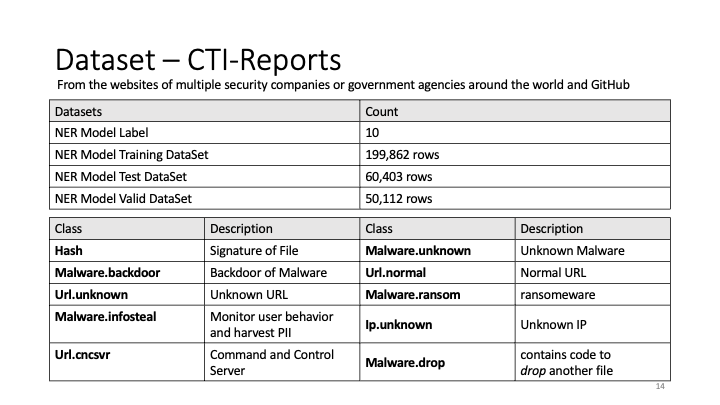 Dataset – CTI-Reports
From the websites of multiple security companies or government agencies around the world and GitHub
Datasets Count
NER Model Label 10
NER Model Training DataSet 199,862 rows
NER Model Test DataSet 60,403 rows
NER Model Valid DataSet 50,112 rows
Class Description Class Description
Hash Signature of File Malware.unknown Unknown Malware
Malware.backdoor Backdoor of Malware Url.normal Normal URL
Url.unknown Unknown URL Malware.ransom ransomeware
Malware.infosteal Monitor user behavior
and harvest PII Ip.unknown Unknown IP
Url.cncsvr Command and Control
Server Malware.drop contains code to
drop another file
14